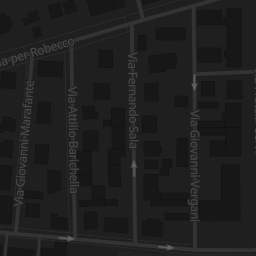 a per Robecco
Via Giovanni Marafante
Via Attilio Barichella
Via Fernando Sala
Via Giovanni Vergani